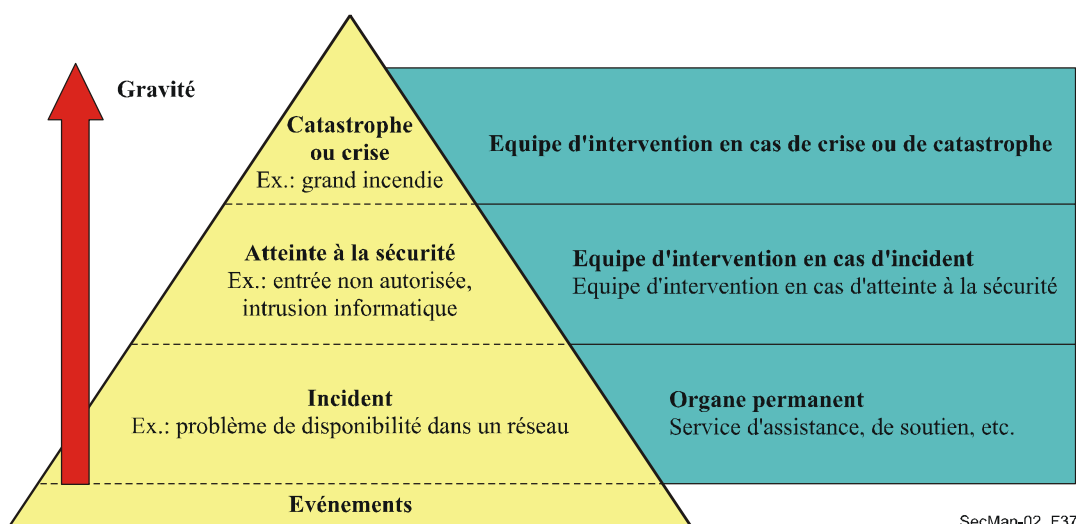 Gravité
Catastrophe
ou crise
Ex.: grand incendie
Equipe d'intervention en cas de crise ou de catastrophe
Atteinte à la sécurité
Ex.: entrée non autorisée,
intrusion informatique
Equipe d'intervention en cas d'incident
Equipe d'intervention en cas d'atteinte à la sécurité
Incident
Ex.: problème de disponibilité dans un réseau
Organe permanent
Service d'assistance, de soutien, etc.
Evénements
SecMan-02_F37